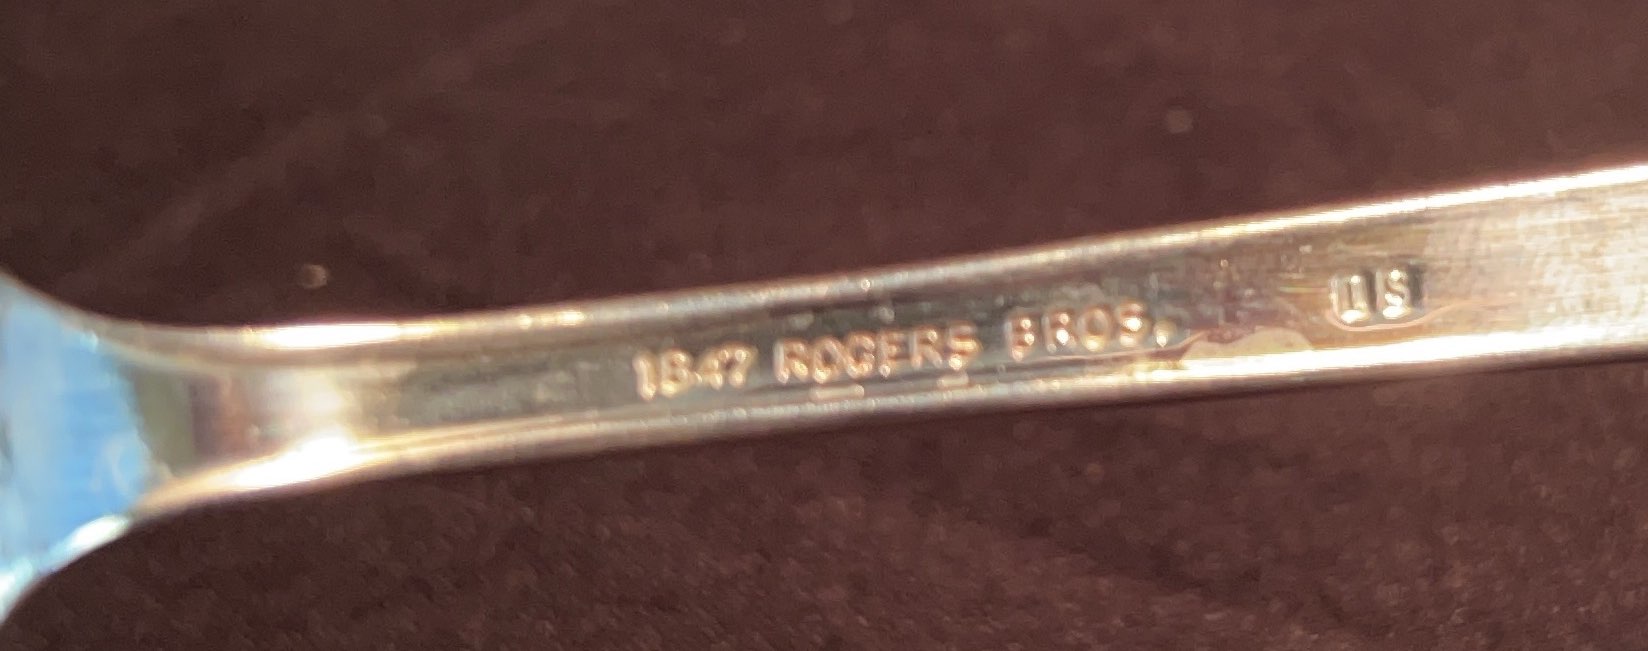 1847 ROGERS BROS. IS